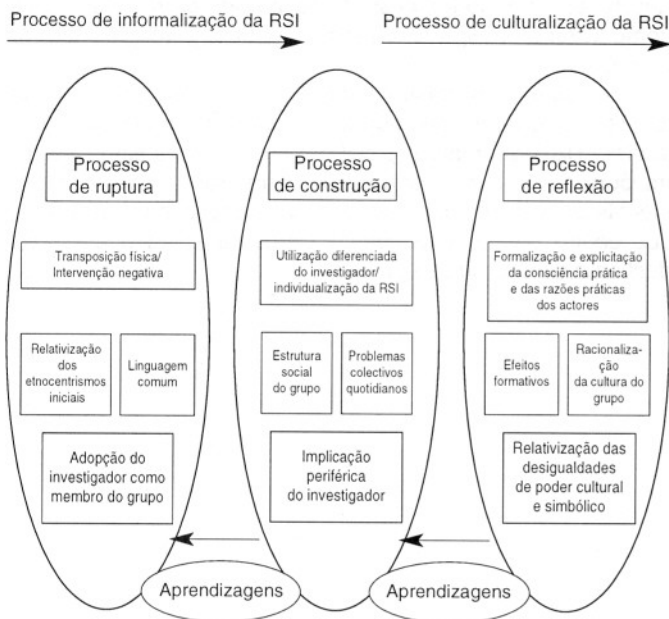 Processo de informalização da RSI
Processo de culturalização da RSI
Processo
de ruptura
Transposição física/
Intervenção negativa
Relativização
dos
etnocentrismos
iniciais
Linguagem
comum
Adopção do
investigador como
membro do grupo
Processo
de construção
Utilização diferenciada
do investigador/
individualização da RSI
Estrutura
social
do grupo
Problemas
colectivos
quotidianos
Implicação
periférica
do investigador
Processo
de reflexão
Formalização e explicitação
da consciência prática
e das razões práticas
dos actores
Efeitos
formativos
Racionaliza-
ção
da cultura do
grupo
Relativização das
desigualdades
de poder cultural
e simbólico
Aprendizagens
Aprendizagens